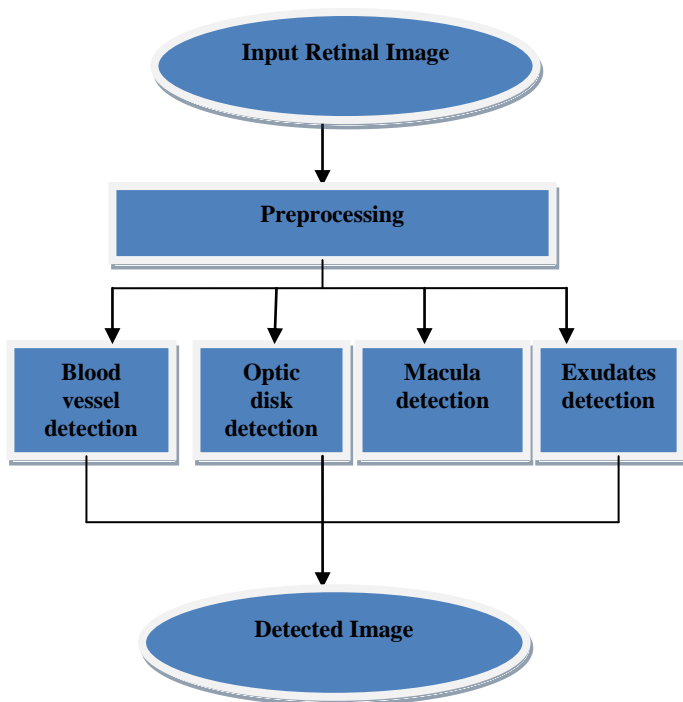 Input Retinal Image
Preprocessing
Blood
vessel
detection
Optic
disk
detection
Macula
detection
Exudates
detection
Detected Image